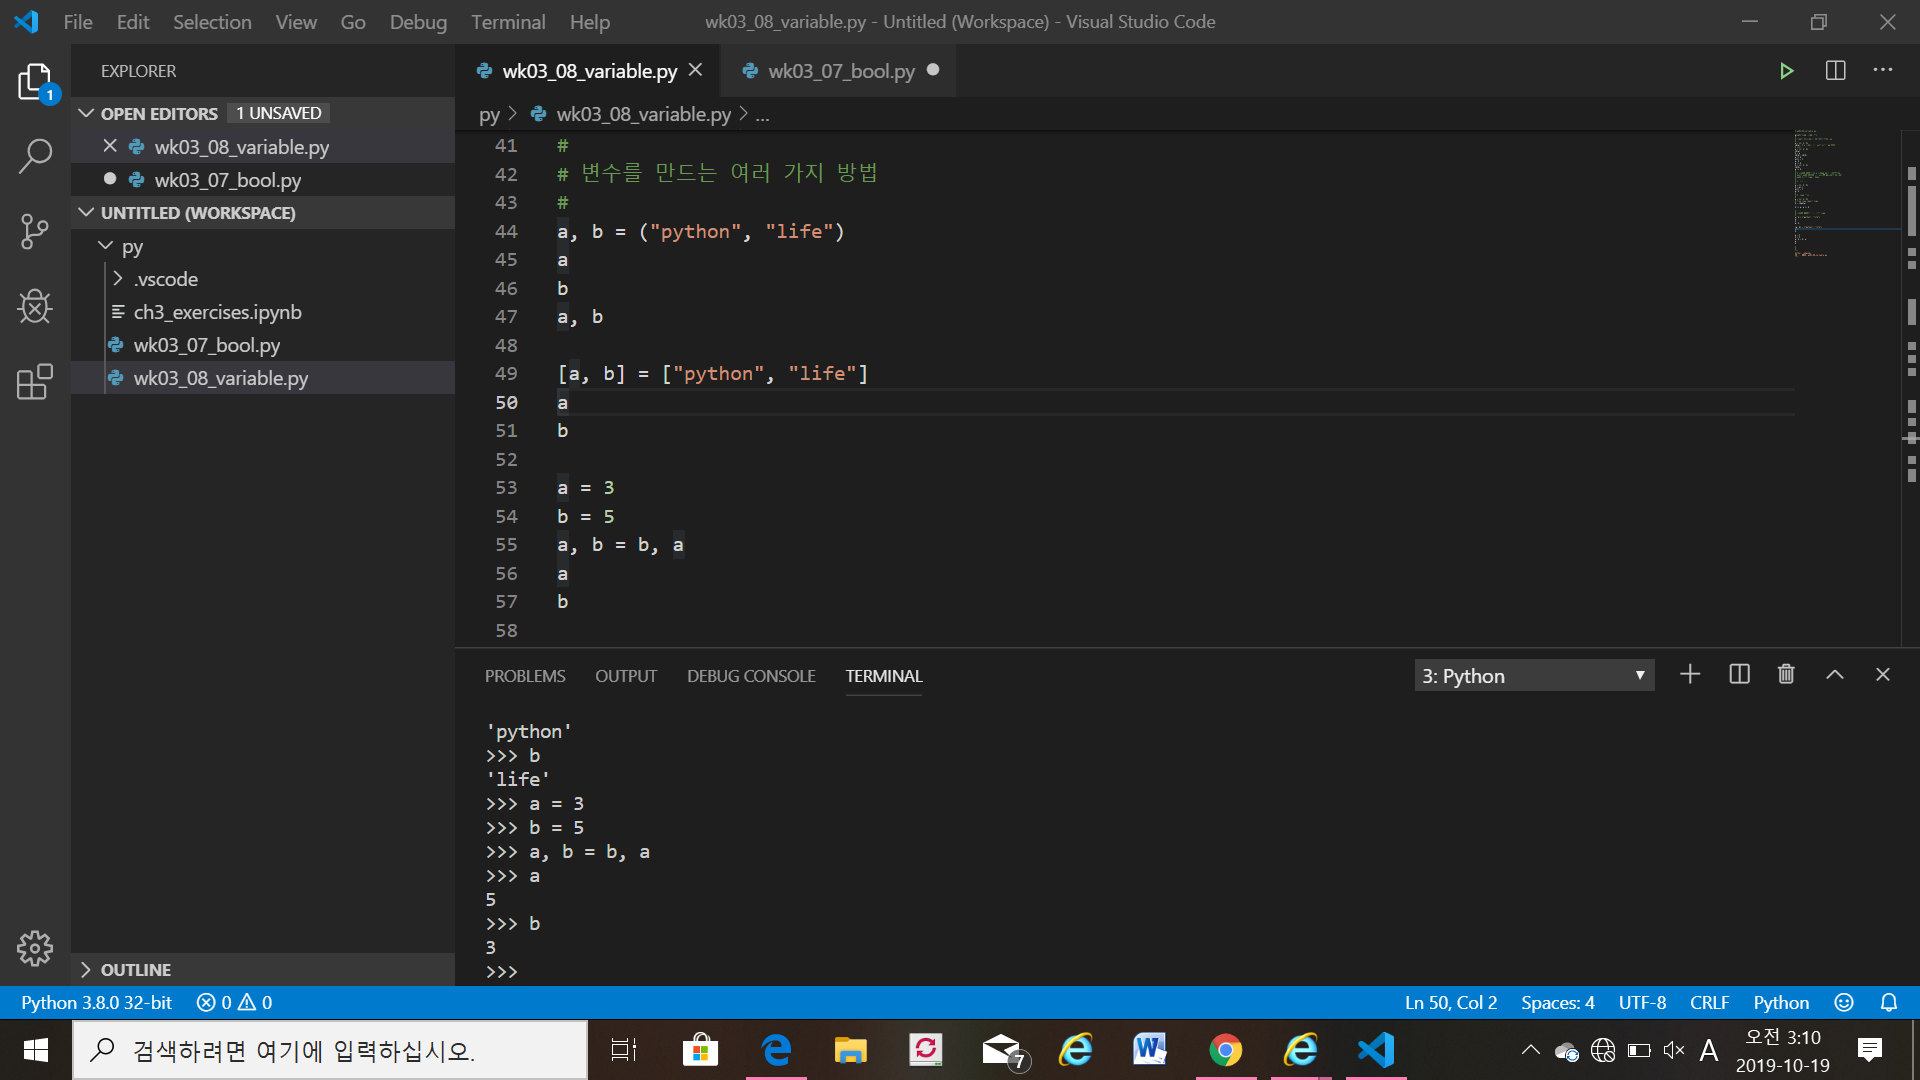 File Edit Selection View Go Debug Terminal Help
wk03_08_variable.py - Untitled (Workspace) - Visual Studio Code
EXPLORER
1
OPEN EDITORS 1 UNSAVED
wk03_08_variable.py
wk03_07_bool.py
UNTITLED (WORKSPACE)
py
.vscode
ch3_exercises.ipynb
wk03_07_bool.py
wk03_08_variable.py
OUTLINE
wk03_08_variable.py wk03_07_bool.py
py > wk03_08_variable.py > ...
41 #
42 # 변수를 만드는 여러 가지 방법
43 #
44 a, b = ("python", "life")
45 a
46 b
47 a, b
48
49 [a, b] = ["python", "life"]
50 a
51 b
52
53 a = 3
54 b = 5
55 a, b = b, a
56 a
57 b
58
PROBLEMS OUTPUT DEBUG CONSOLE TERMINAL
3: Python
'python'
>>> b
'life'
>>> a = 3
>>> b = 5
>>> a, b = b, a
>>> a
5
>>> b
3
>>>
Python 3.8.0 32-bit 0 0
Ln 50, Col 2 Spaces: 4 UTF-8 CRLF Python
검색하려면 여기에 입력하십시오.
7
A
오전 3:10
2019-10-19